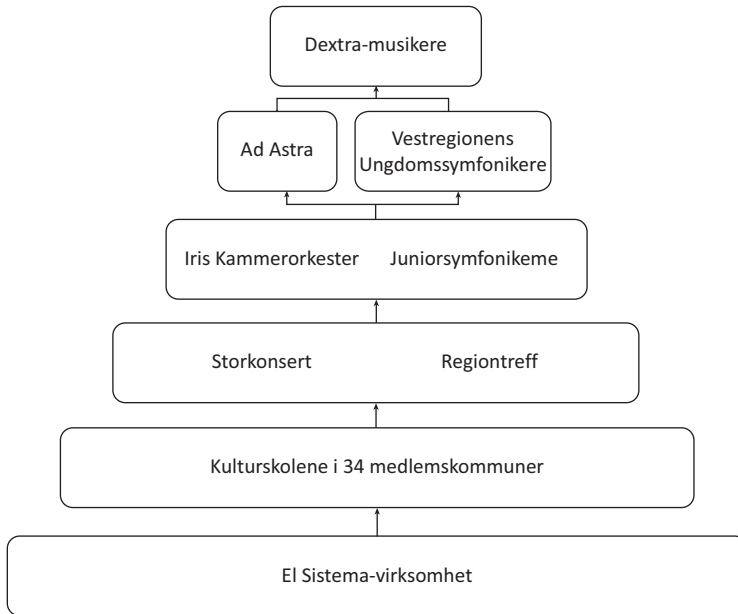 Dextra-musikere
Ad Astra
Vestregionens
Ungdomssymfonikere
Iris Kammerorkester
Juniorsymfonikeme
Storkonsert
Regiontreff
Kulturskolene i 34 medlemskommuner
El Sistema-virksomhet